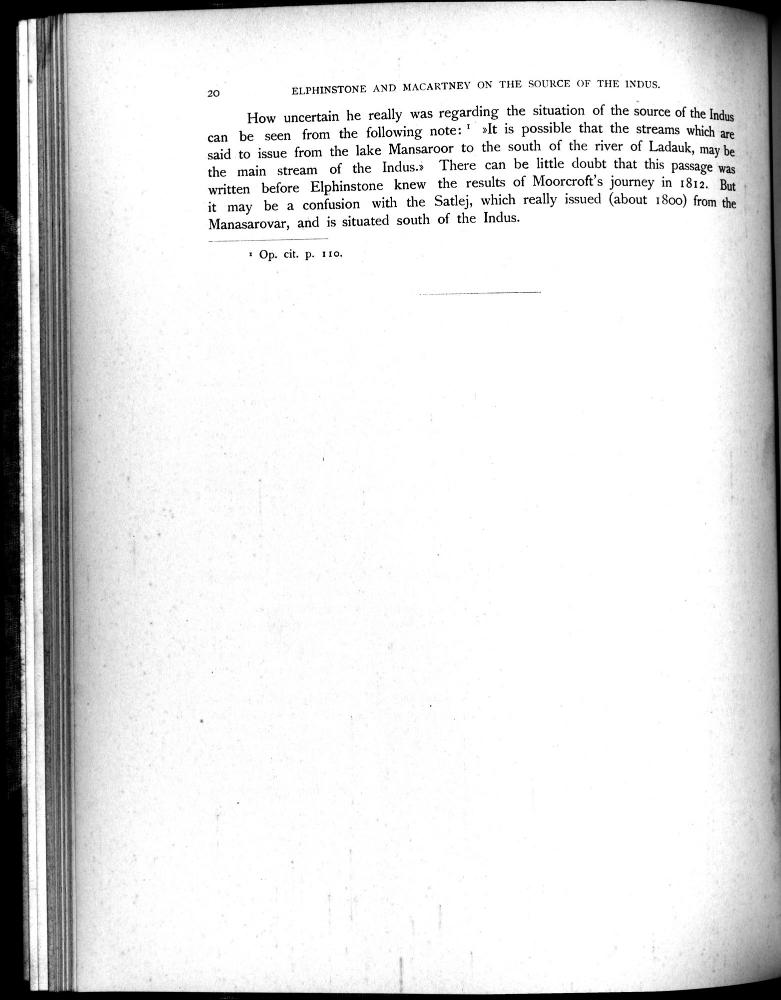 20
ELPHINSTONE AND MACARTNEY ON THE SOURCE OF THE INDUS.
How uncertain he really was regarding the situation of the source of the Indus
can be seen from the following note: ¹ »It is possible that the streams which are
said to issue from the lake Mansaroor to the south of the river of Ladauk, may be
the main stream of the Indus.» There can be little doubt that this passage was
written before Elphinstone knew the results of Moorcroft's journey in 1812. But
it may be a confusion with the Satlej, which really issued (about 1800) from the
Manasarovar, and is situated south of the Indus.
¹ Op. cit. p. 110.